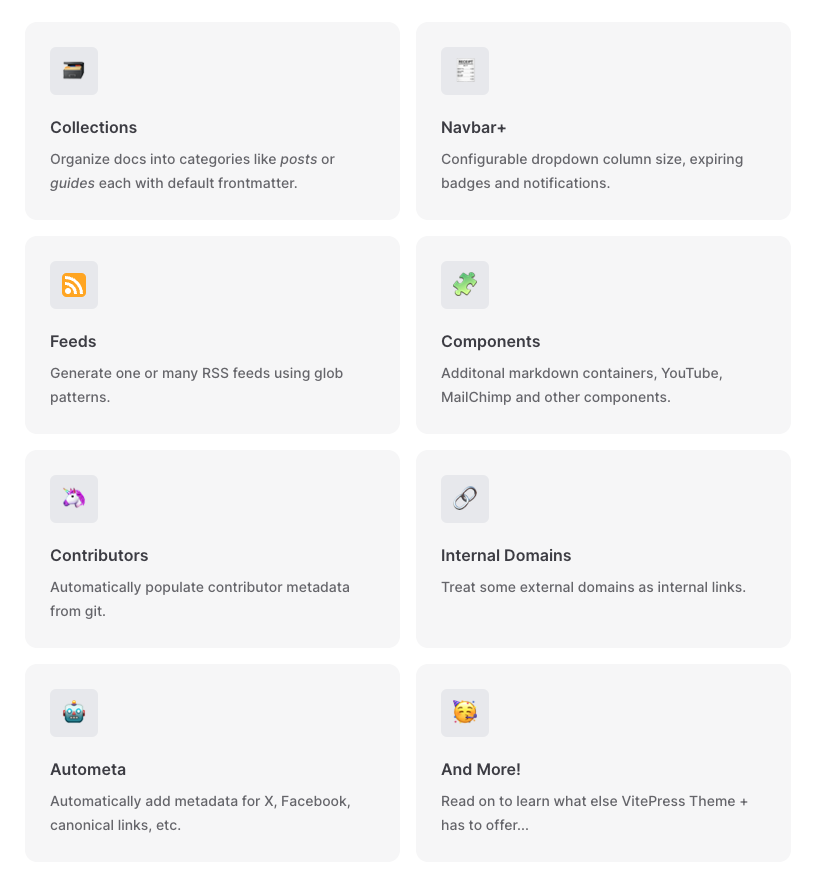 Collections
Organize docs into categories like posts or
guides each with default frontmatter.
RECEIPT
Navbar+
Configurable dropdown column size, expiring
badges and notifications.
Feeds
Generate one or many RSS feeds using glob
patterns.
Components
Additonal markdown containers, YouTube,
MailChimp and other components.
Contributors
Automatically populate contributor metadata
from git.
Internal Domains
Treat some external domains as internal links.
Autometa
Automatically add metadata for X, Facebook,
canonical links, etc.
And More!
Read on to learn what else VitePress Theme +
has to offer...